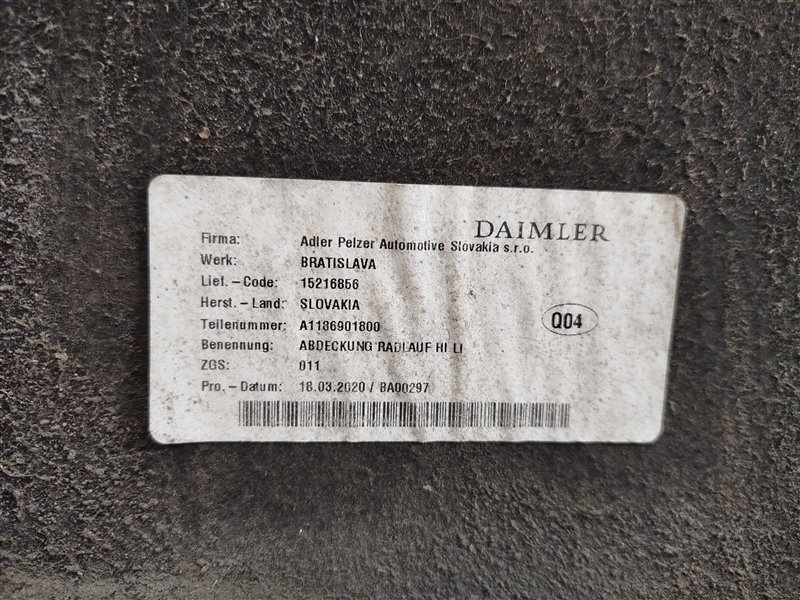 DAIMLER
Firma: Adler Pelzer Automotive Slovakia s.r.o.
Werk: BRATISLAVA
Lief.-Code: 15216856
Herst.-Land: SLOVAKIA
Teilenummer: A1186901800
Q04
Benennung: ABDECKUNG RADLAUF HI LI
ZGS: 011
Pro.-Datum: 18.03.2020 / BA00297